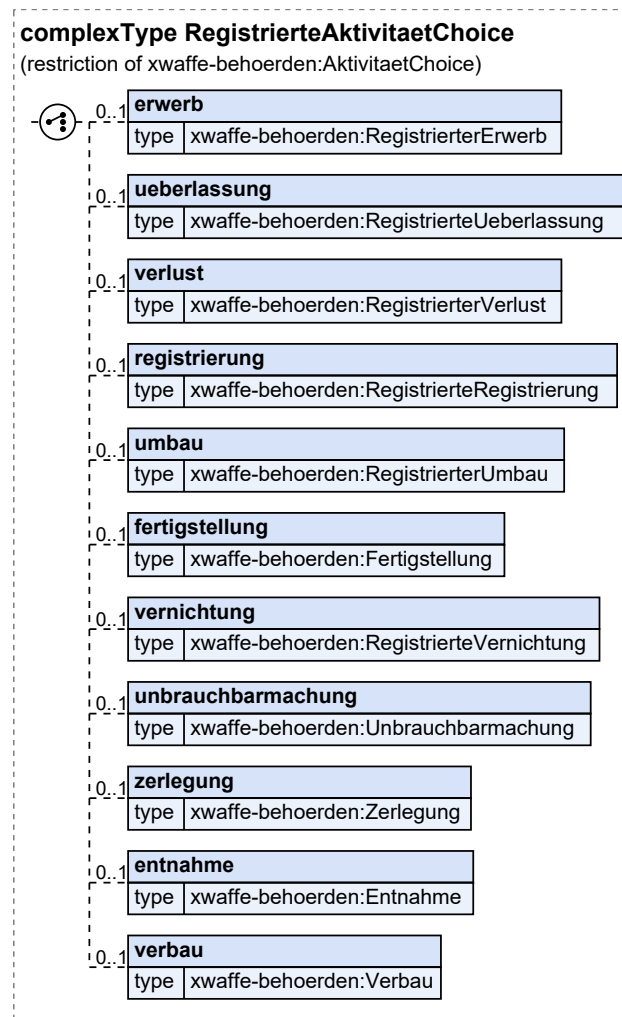 complexType RegistrierteAktivitaetChoice
(restriction of xwaffe-behoerden:AktivitaetChoice)
0..1 erwerb
type xwaffe-behoerden:RegistrierterErwerb
0..1 ueberlassung
type xwaffe-behoerden:RegistrierteUeberlassung
0..1 verlust
type xwaffe-behoerden:RegistrierterVerlust
0..1 registrierung
type xwaffe-behoerden:RegistrierteRegistrierung
0..1 umbau
type xwaffe-behoerden:RegistrierterUmbau
0..1 fertigstellung
type xwaffe-behoerden:Fertigstellung
0..1 vernichtung
type xwaffe-behoerden:RegistrierteVernichtung
0..1 unbrauchbarmachung
type xwaffe-behoerden:Unbrauchbarmachung
0..1 zerlegung
type xwaffe-behoerden:Zerlegung
0..1 entnahme
type xwaffe-behoerden:Entnahme
0..1 verbau
type xwaffe-behoerden:Verbau